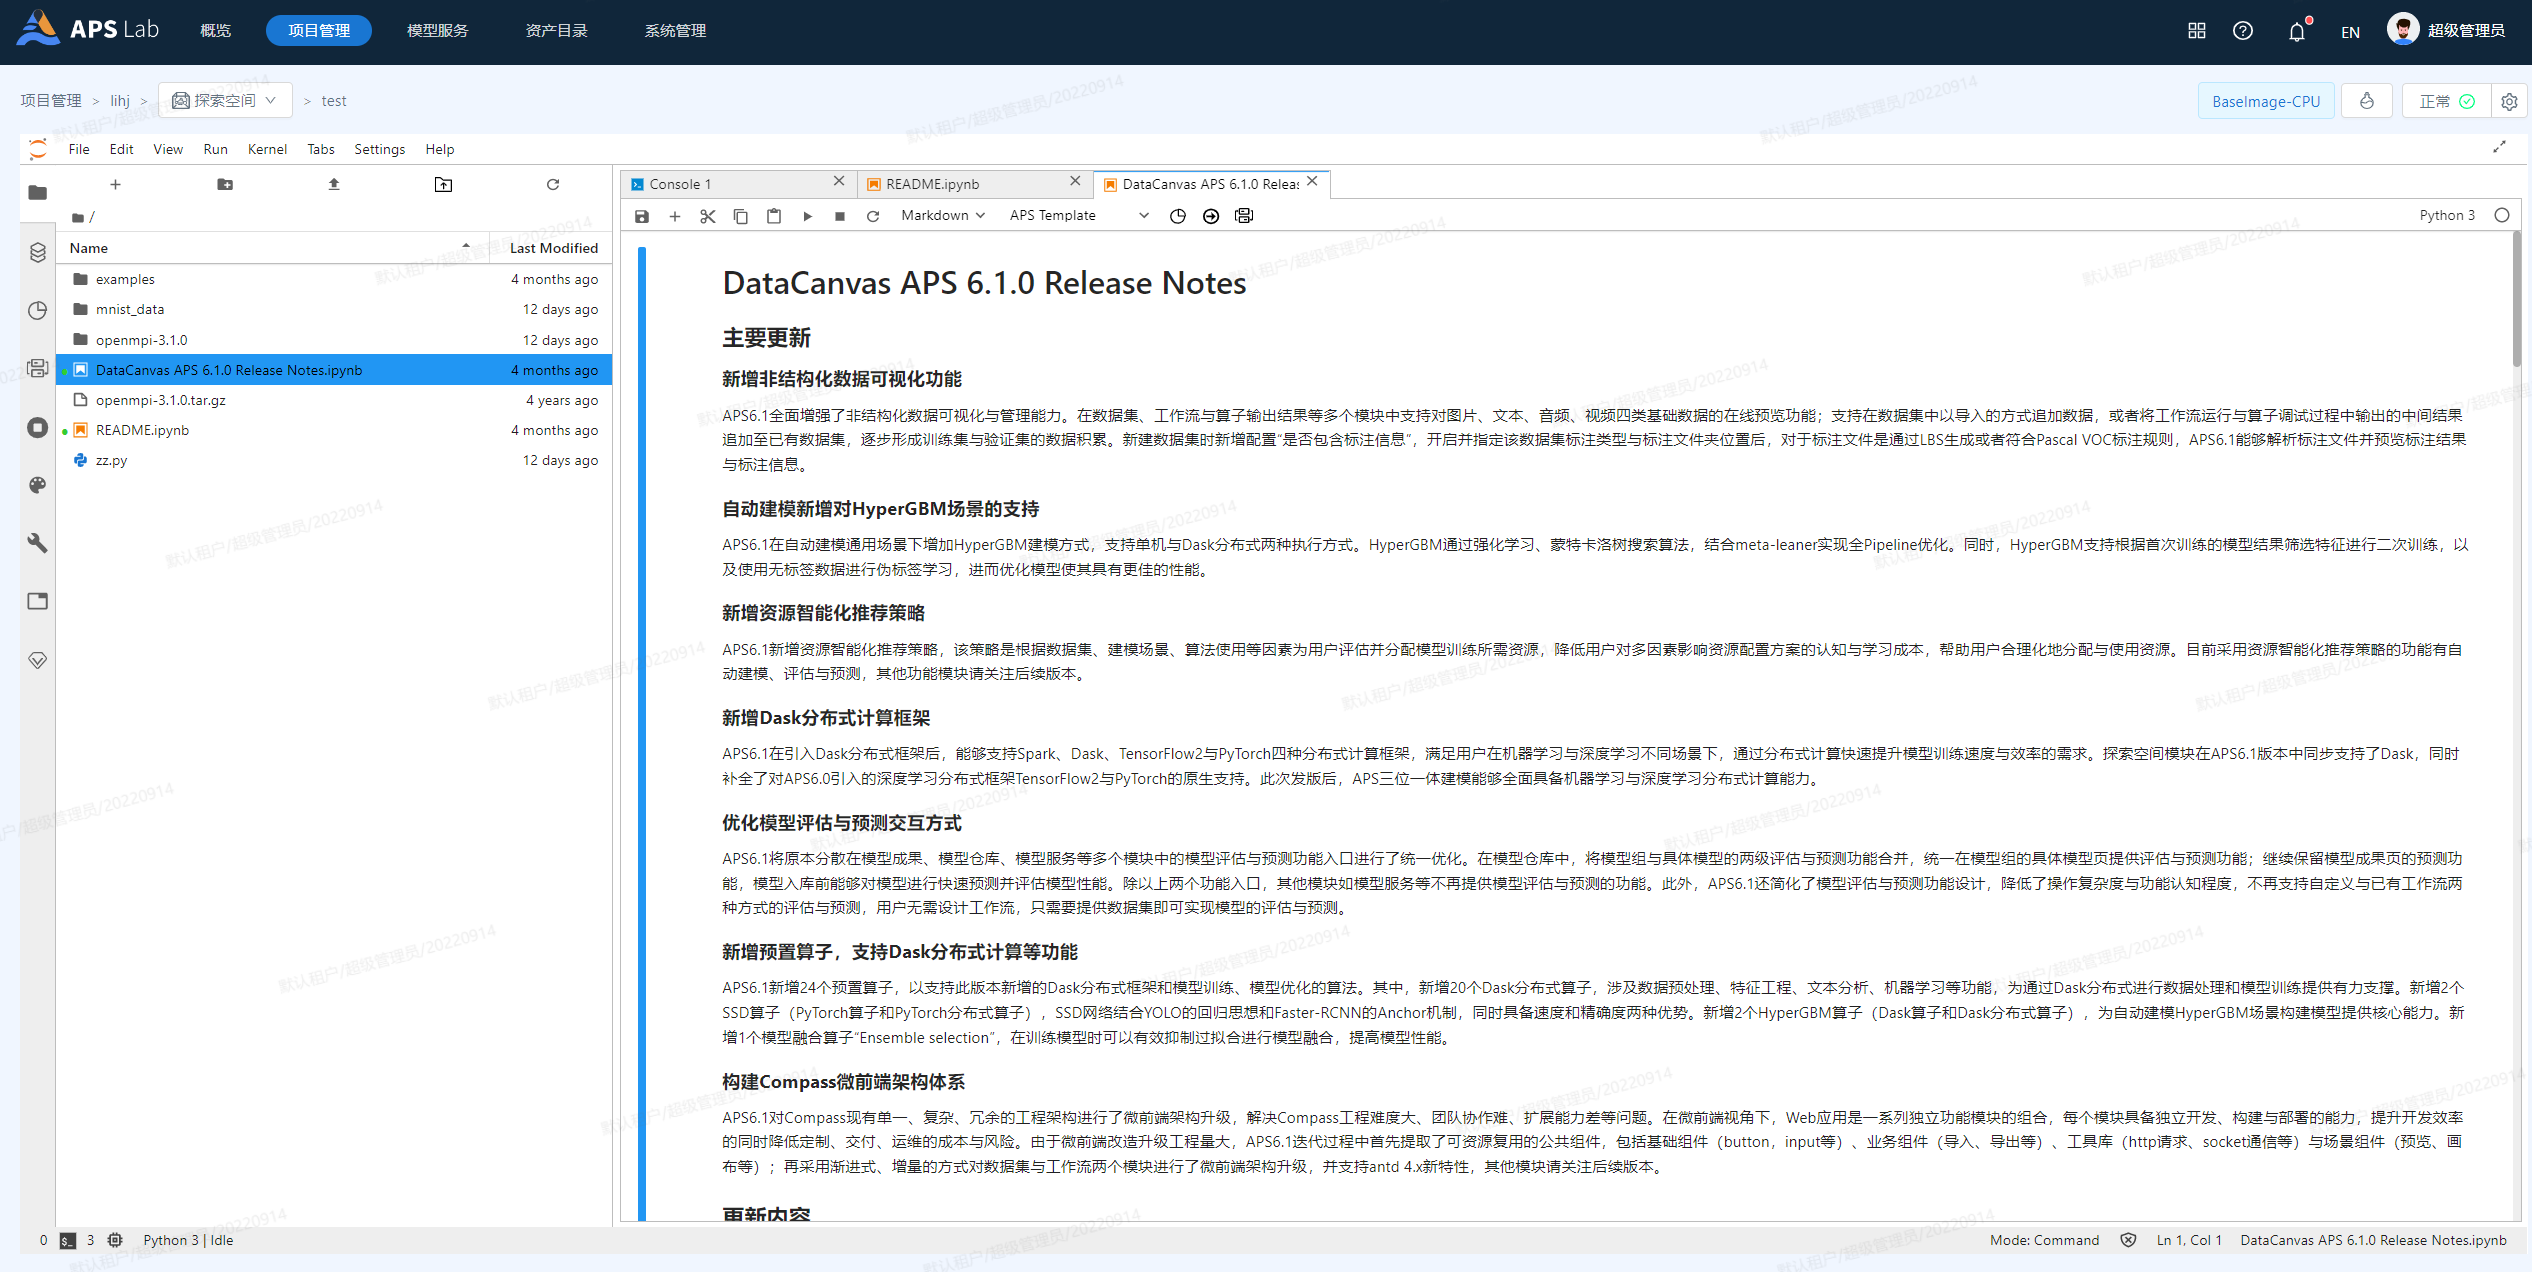 APS Lab 概览 项目管理 模型服务 资产目录 系统管理 EN 超级管理员
项目管理 > lihj > 探索空间 > test BaseImage-CPU 正常
File Edit View Run Kernel Tabs Settings Help
Console 1 README.ipynb DataCanvas APS 6.1.0 Releas
/
Markdown APS Template Python 3
Name Last Modified
examples 4 months ago
mnist_data 12 days ago
openmpi-3.1.0 12 days ago
DataCanvas APS 6.1.0 Release Notes.ipynb 4 months ago
openmpi-3.1.0.tar.gz 4 years ago
README.ipynb 4 months ago
zz.py 12 days ago
DataCanvas APS 6.1.0 Release Notes
主要更新
新增非结构化数据可视化功能
APS6.1全面增强了非结构化数据可视化与管理能力。在数据集、工作流与算子输出结果等多个模块中支持对图片、文本、音频、视频四类基础数据的在线预览功能；支持在数据集中以导入的方式追加数据，或者将工作流运行与算子调试过程中输出的中间结果
追加至已有数据集，逐步形成训练集与验证集的数据积累。新建数据集时新增配置“是否包含标注信息”，开启并指定该数据集标注类型与标注文件夹位置后，对于标注文件是通过LBS生成或者符合Pascal VOC标注规则，APS6.1能够解析标注文件并预览标注结果
与标注信息。
自动建模新增对HyperGBM场景的支持
APS6.1在自动建模通用场景下增加HyperGBM建模方式，支持单机与Dask分布式两种执行方式。HyperGBM通过强化学习、蒙特卡洛树搜索算法，结合meta-leaner实现全Pipeline优化。同时，HyperGBM支持根据首次训练的模型结果筛选特征进行二次训练，以
及使用无标签数据进行伪标签学习，进而优化模型使其具有更佳的性能。
新增资源智能化推荐策略
APS6.1新增资源智能化推荐策略，该策略是根据数据集、建模场景、算法使用等因素为用户评估并分配模型训练所需资源，降低用户对多因素影响资源配置方案的认知与学习成本，帮助用户合理化地分配与使用资源。目前采用资源智能化推荐策略的功能有自
动建模、评估与预测，其他功能模块请关注后续版本。
新增Dask分布式计算框架
APS6.1在引入Dask分布式框架后，能够支持Spark、Dask、TensorFlow2与PyTorch四种分布式计算框架，满足用户在机器学习与深度学习不同场景下，通过分布式计算快速提升模型训练速度与效率的需求。探索空间模块在APS6.1版本中同步支持了Dask，同时
补全了对APS6.0引入的深度学习分布式框架TensorFlow2与PyTorch的原生支持。此次发版后，APS三位一体建模能够全面具备机器学习与深度学习分布式计算能力。
优化模型评估与预测交互方式
APS6.1将原本分散在模型成果、模型仓库、模型服务等多个模块中的模型评估与预测功能入口进行了统一优化。在模型仓库中，将模型组与具体模型的两级评估与预测功能合并，统一在模型组的具体模型页提供评估与预测功能；继续保留模型成果页的预测功
能，模型入库前能够对模型进行快速预测并评估模型性能。除以上两个功能入口，其他模块如模型服务等不再提供模型评估与预测的功能。此外，APS6.1还简化了模型评估与预测功能设计，降低了操作复杂度与功能认知程度，不再支持自定义与已有工作流两
种方式的评估与预测，用户无需设计工作流，只需要提供数据集即可实现模型的评估与预测。
新增预置算子，支持Dask分布式计算等功能
APS6.1新增24个预置算子，以支持此版本新增的Dask分布式框架和模型训练、模型优化的算法。其中，新增20个Dask分布式算子，涉及数据预处理、特征工程、文本分析、机器学习等功能，为通过Dask分布式进行数据处理和模型训练提供有力支撑。新增2个
SSD算子（PyTorch算子和PyTorch分布式算子），SSD网络结合YOLO的回归思想和Faster-RCNN的Anchor机制，同时具备速度和精确度两种优势。新增2个HyperGBM算子（Dask算子和Dask分布式算子），为自动建模HyperGBM场景构建模型提供核心能力。新
增1个模型融合算子“Ensemble selection”，在训练模型时可以有效抑制过拟合进行模型融合，提高模型性能。
构建Compass微前端架构体系
APS6.1对Compass现有单一、复杂、冗余的工程架构进行了微前端架构升级，解决Compass工程难度大、团队协作难、扩展能力差等问题。在微前端视角下，Web应用是一系列独立功能模块的组合，每个模块具备独立开发、构建与部署的能力，提升开发效率
的同时降低定制、交付、运维的成本与风险。由于微前端改造升级工程量大，APS6.1迭代过程中首先提取了可资源复用的公共组件，包括基础组件（button，input等）、业务组件（导入、导出等）、工具库（http请求、socket通信等）与场景组件（预览、画
布等）；再采用渐进式、增量的方式对数据集与工作流两个模块进行了微前端架构升级，并支持antd 4.x新特性，其他模块请关注后续版本。
更新内容
0 $_ 3 Python 3 | Idle Mode: Command Ln 1, Col 1 DataCanvas APS 6.1.0 Release Notes.ipynb
默认租户/超级管理员/20220914